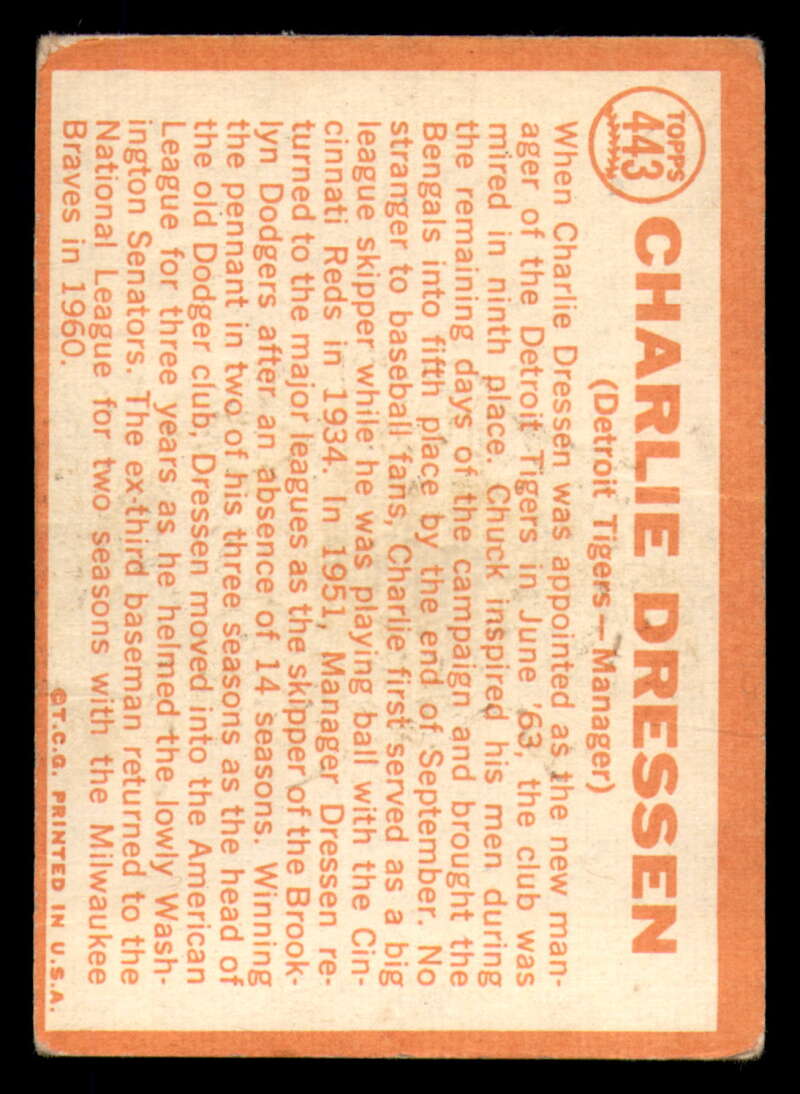 TOPPS
443
CHARLIE DRESSEN
(Detroit Tigers—Manager)
When Charlie Dressen was appointed as the new man-
ager of the Detroit Tigers in June '63, the club was
mired in ninth place. Chuck inspired his men during
the remaining days of the campaign and brought the
Bengals into fifth place by the end of September. No
stranger to baseball fans, Charlie first served as a big
league skipper while he was playing ball with the Cin-
cinnati Reds in 1934. In 1951, Manager Dressen re-
turned to the major leagues as the skipper of the Brook-
lyn Dodgers after an absence of 14 seasons. Winning
the pennant in two of his three seasons as the head of
the old Dodger club, Dressen moved into the American
League for three years as he helmed the lowly Wash-
ington Senators. The ex-third baseman returned to the
National League for two seasons with the Milwaukee
Braves in 1960.
©T.C.G. PRINTED IN U.S.A.